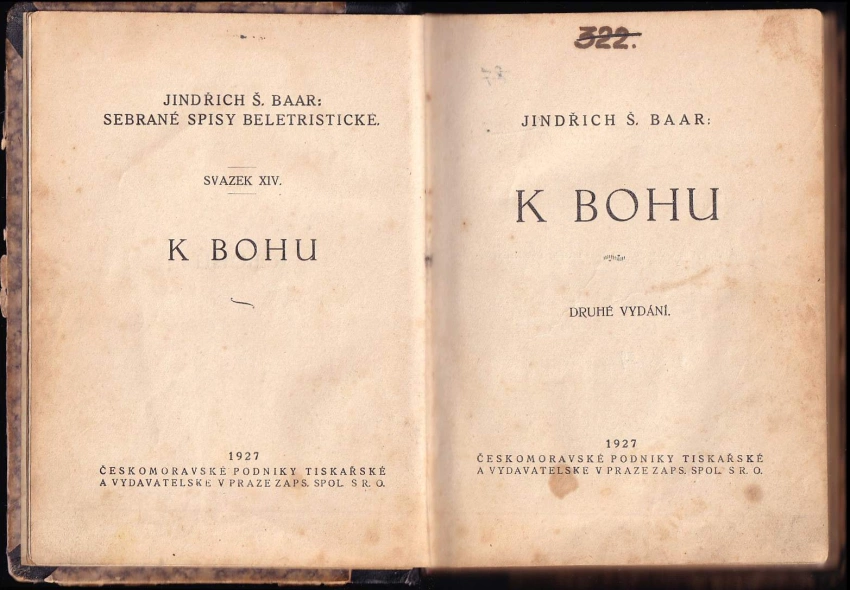 JINDŘICH Š. BAAR:
SEBRANÉ SPISY BELETRISTICKÉ.
SVAZEK XIV.
K BOHU
1927
ČESKOMORAVSKÉ PODNIKY TISKAŘSKÉ
A VYDAVATELSKÉ V PRAZE ZAPS. SPOL. S R. O.
322.
JINDŘICH Š. BAAR:
K BOHU
DRUHÉ VYDÁNÍ.
1927
ČESKOMORAVSKÉ PODNIKY TISKAŘSKÉ
A VYDAVATELSKÉ V PRAZE ZAPS. SPOL. S R. O.